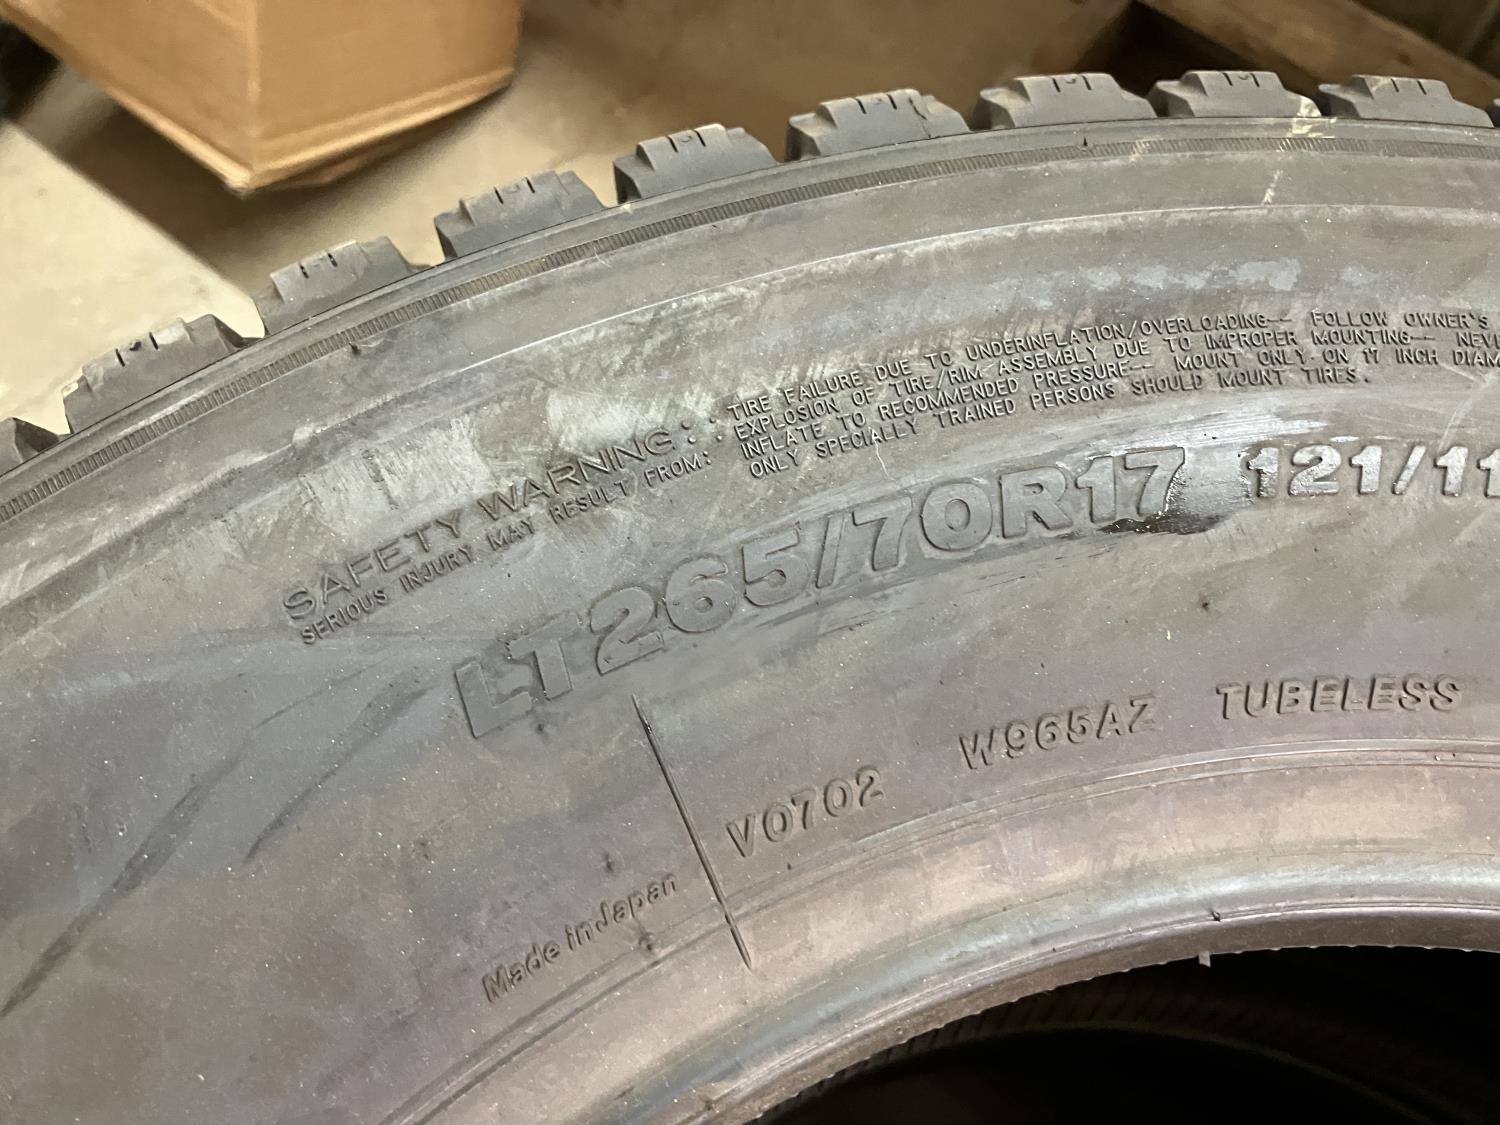 SAFETY WARNING:
SERIOUS INJURY MAY RESULT FROM:
TIRE FAILURE DUE TO UNDERINFLATION/OVERLOADING— FOLLOW OWNER'S
EXPLOSION OF TIRE/RIM ASSEMBLY DUE TO IMPROPER MOUNTING—
INFLATE TO RECOMMENDED PRESSURE— MOUNT ONLY ON 17 INCH
ONLY SPECIALLY TRAINED PERSONS SHOULD MOUNT TIRES.
LT265/70R17 121/11
V0702 W965AZ TUBELESS
Made in Japan